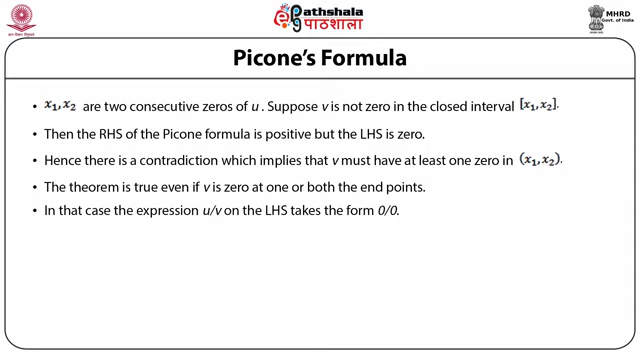 ePathshala
पाठशाला
MHRD
Govt. of India
Picone's Formula
• x₁, x₂ are two consecutive zeros of u . Suppose v is not zero in the closed interval [x₁, x₂].
• Then the RHS of the Picone formula is positive but the LHS is zero.
• Hence there is a contradiction which implies that v must have at least one zero in (x₁, x₂).
• The theorem is true even if v is zero at one or both the end points.
• In that case the expression u/v on the LHS takes the form 0/0.